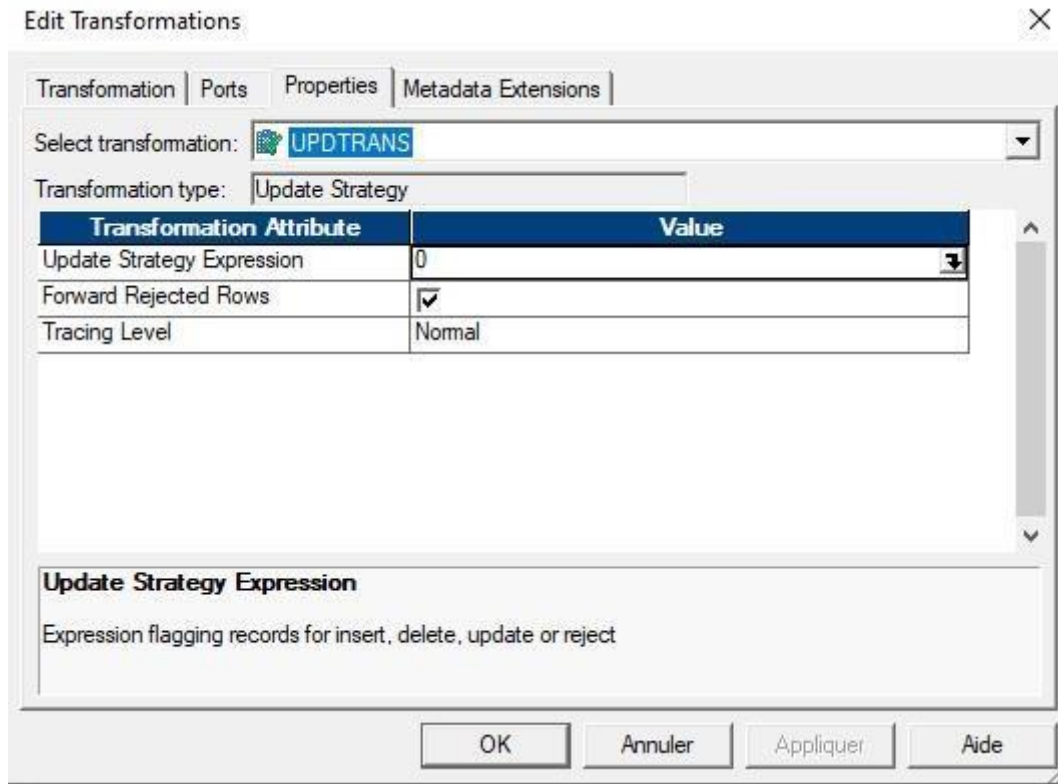 Edit Transformations
Transformation Ports Properties Metadata Extensions
Select transformation: UPDTRANS
Transformation type: Update Strategy
Transformation Attribute Value
Update Strategy Expression 0
Forward Rejected Rows
Tracing Level Normal
Update Strategy Expression
Expression flagging records for insert, delete, update or reject
OK Annuler Appliquer Aide